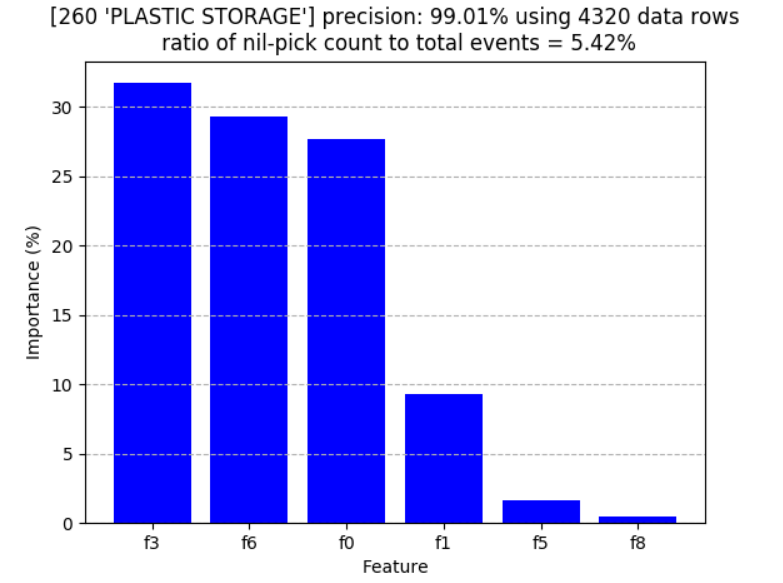 [260 'PLASTIC STORAGE'] precision: 99.01% using 4320 data rows
ratio of nil-pick count to total events = 5.42%
30
25
20
15
10
5
0
Importance (%)
f3 f6 f0 f1 f5 f8
Feature